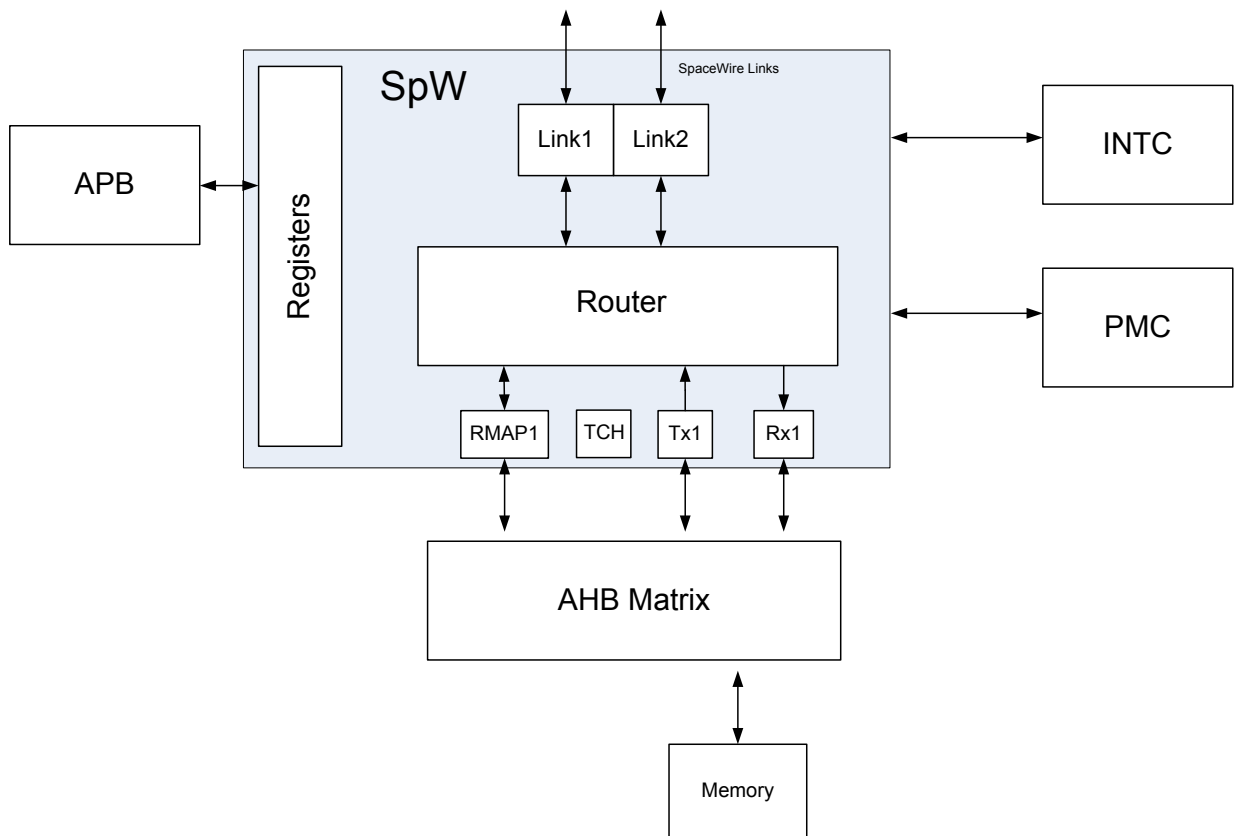 SpW
SpaceWire Links
Link1
Link2
INTC
APB
Registers
Router
PMC
RMAP1
TCH
Tx1
Rx1
AHB Matrix
Memory